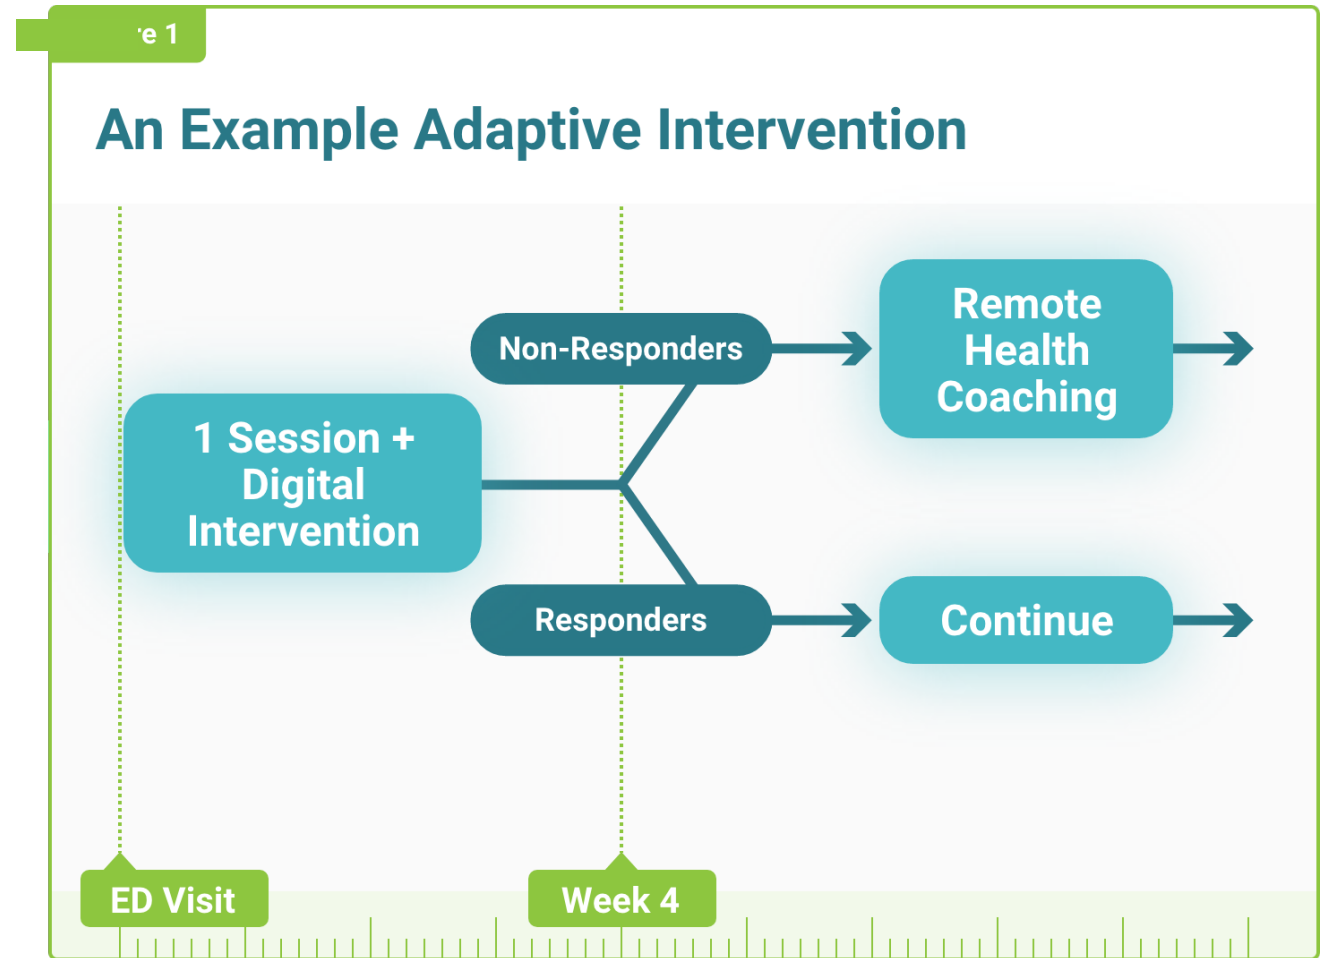 e 1
An Example Adaptive Intervention
Non-Responders
Remote
Health
Coaching
1 Session +
Digital
Intervention
Responders
Continue
ED Visit
Week 4